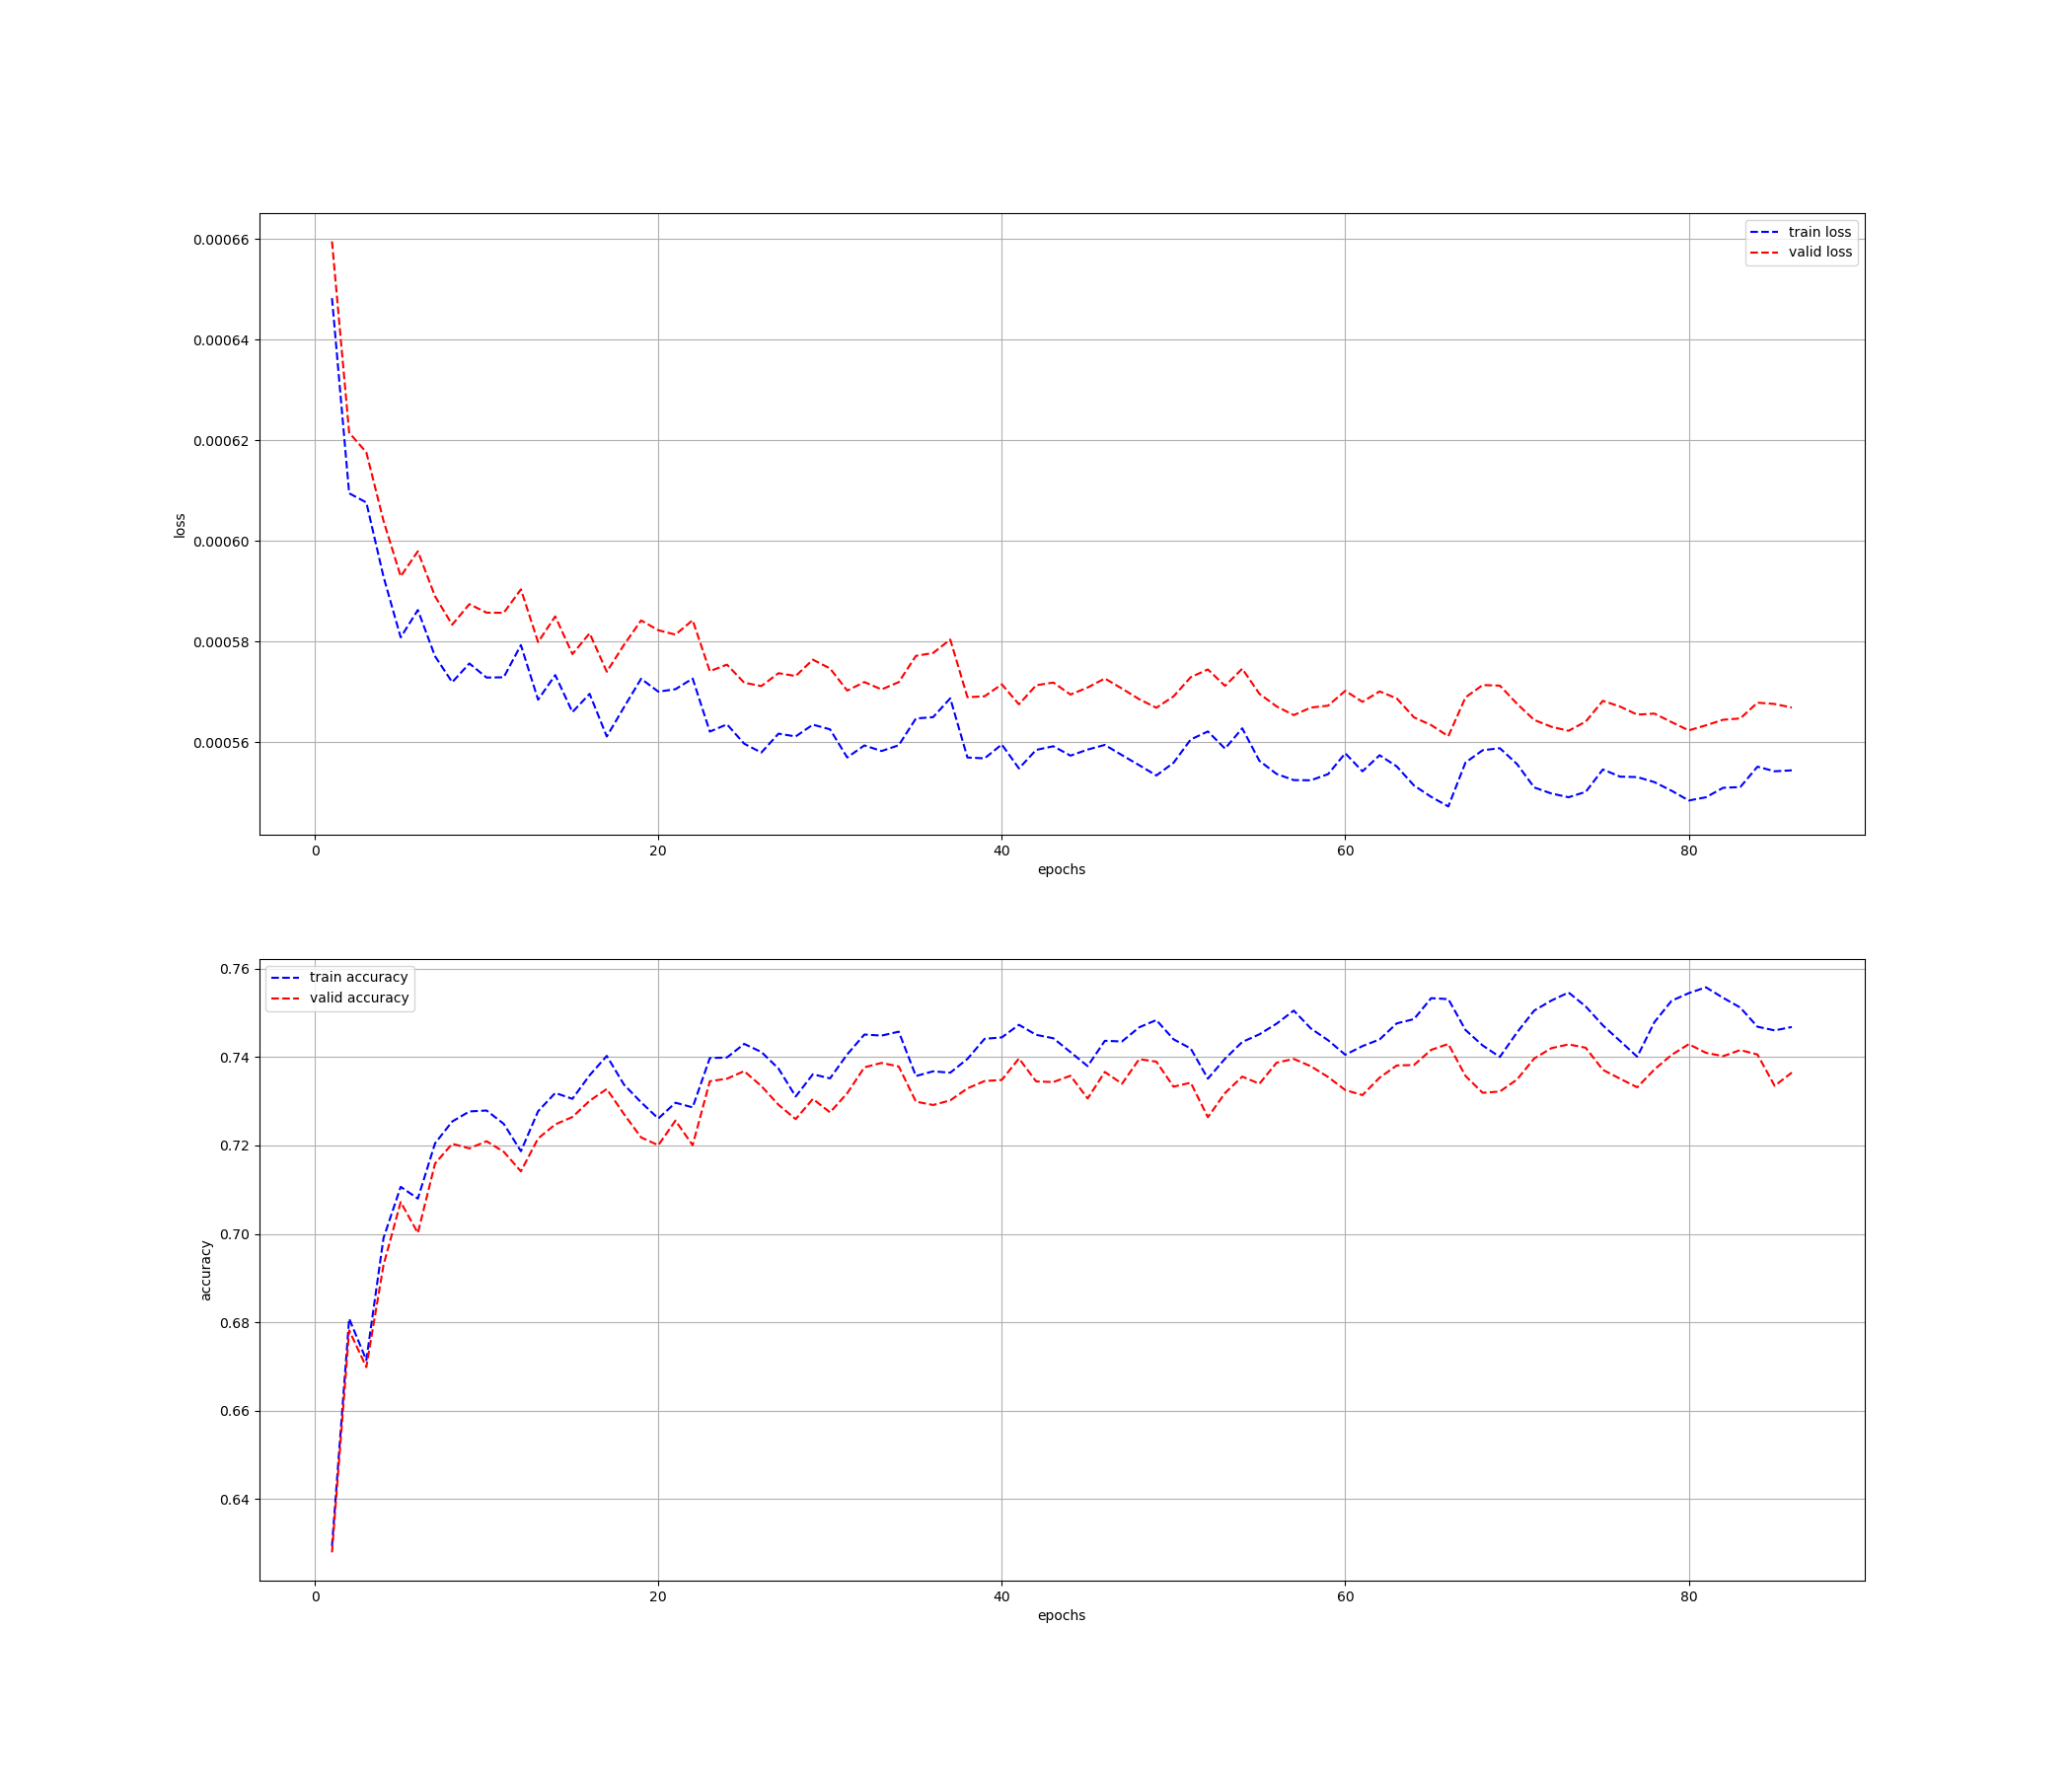 0.00066
0.00064
0.00062
0.00060
0.00058
0.00056
loss
train loss
valid loss
0 20 40 60 80
epochs
0.76
0.74
0.72
0.70
0.68
0.66
0.64
accuracy
train accuracy
valid accuracy
0 20 40 60 80
epochs